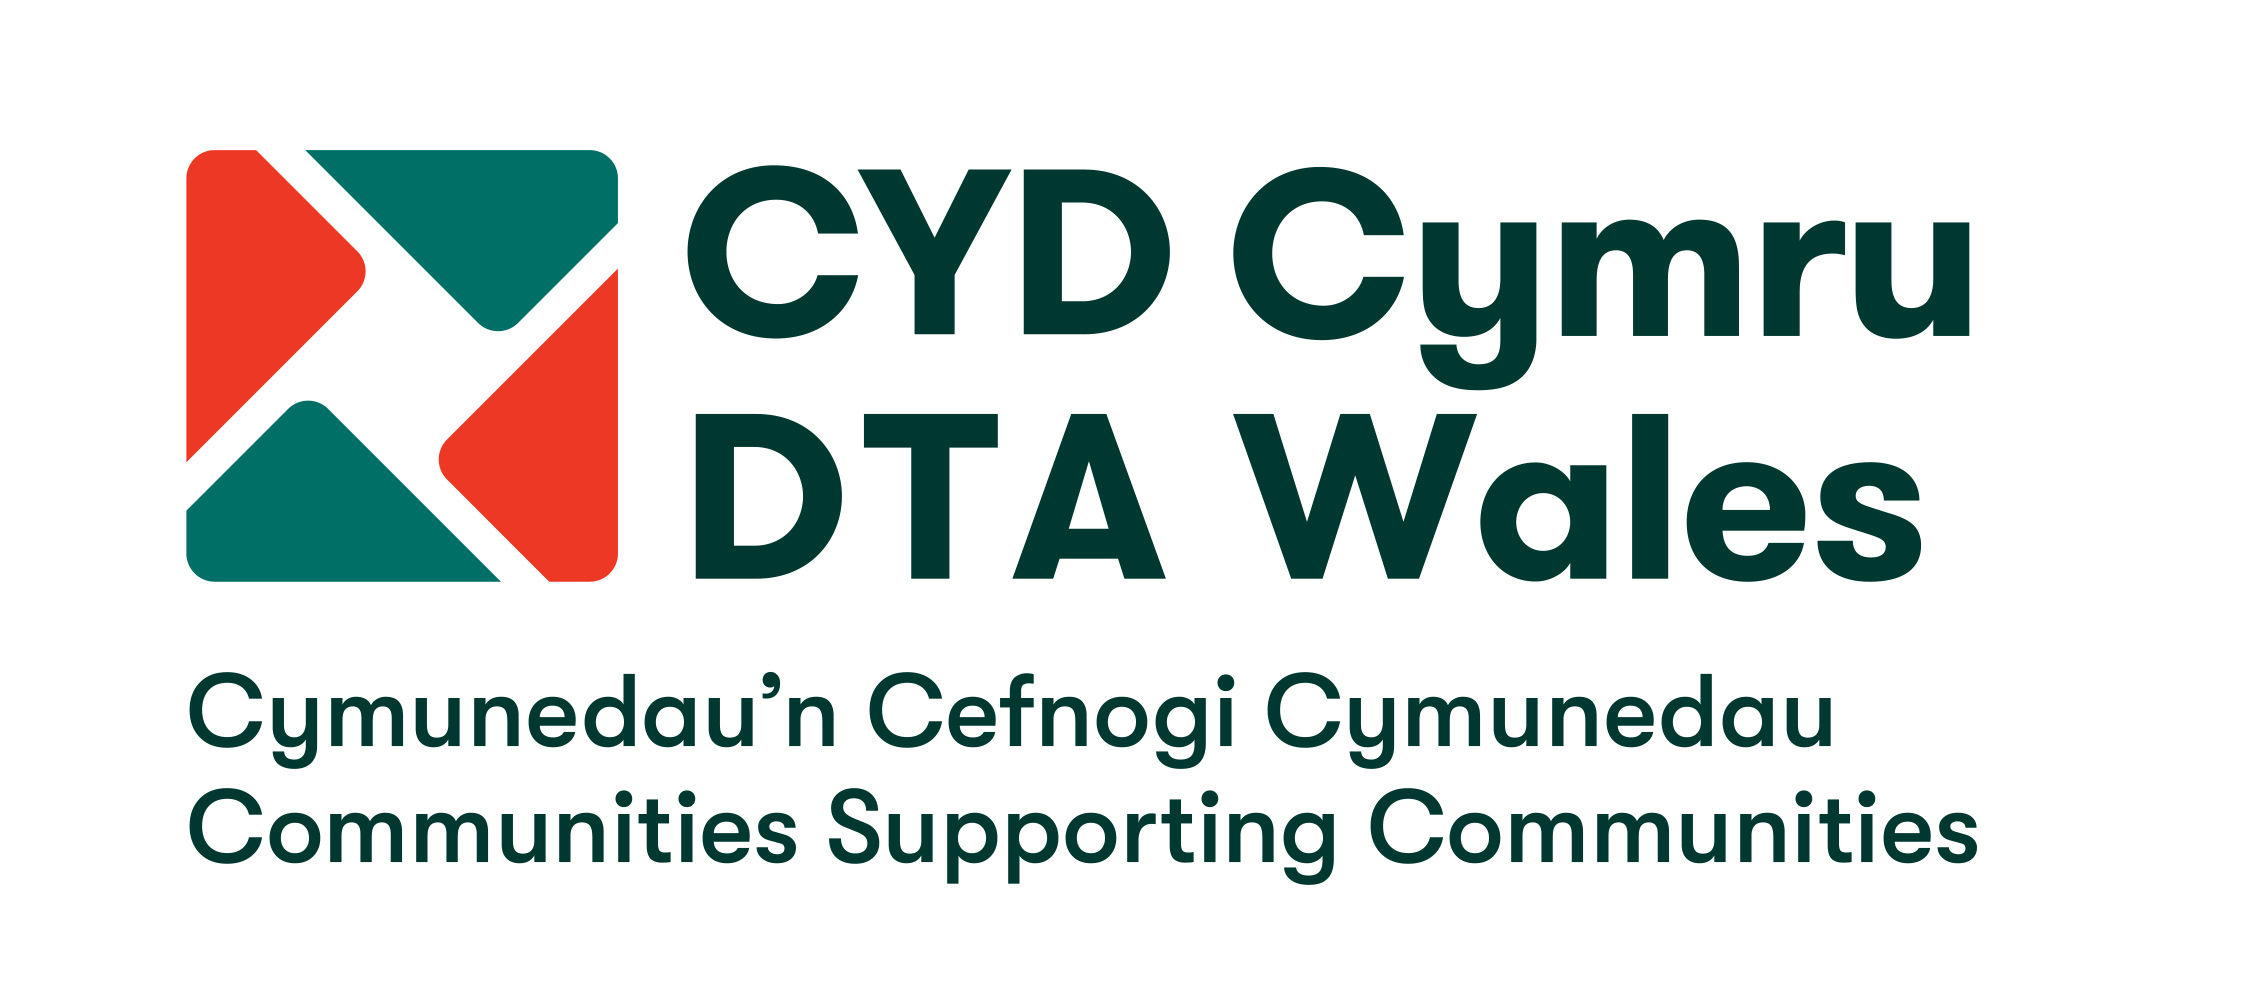 CYD Cymru
DTA Wales
Cymunedau’n Cefnogi Cymunedau
Communities Supporting Communities